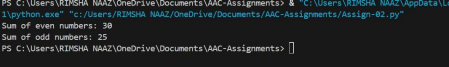 PS C:\Users\RIMSHA NAAZ\OneDrive\Documents\AAC-Assignments> & "C:\Users\RIMSHA NAAZ\AppData\Lo
1\python.exe" "c:/Users/RIMSHA NAAZ/OneDrive/Documents/AAC-Assignments/Assign-02.py"
Sum of even numbers: 30
Sum of odd numbers: 25
PS C:\Users\RIMSHA NAAZ\OneDrive\Documents\AAC-Assignments>